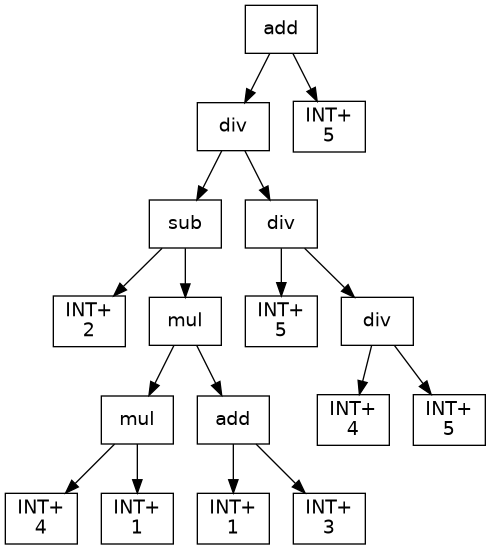 add
div
INT+
5
sub
div
INT+
2
mul
INT+
5
div
mul
add
INT+
4
INT+
5
INT+
4
INT+
1
INT+
1
INT+
3